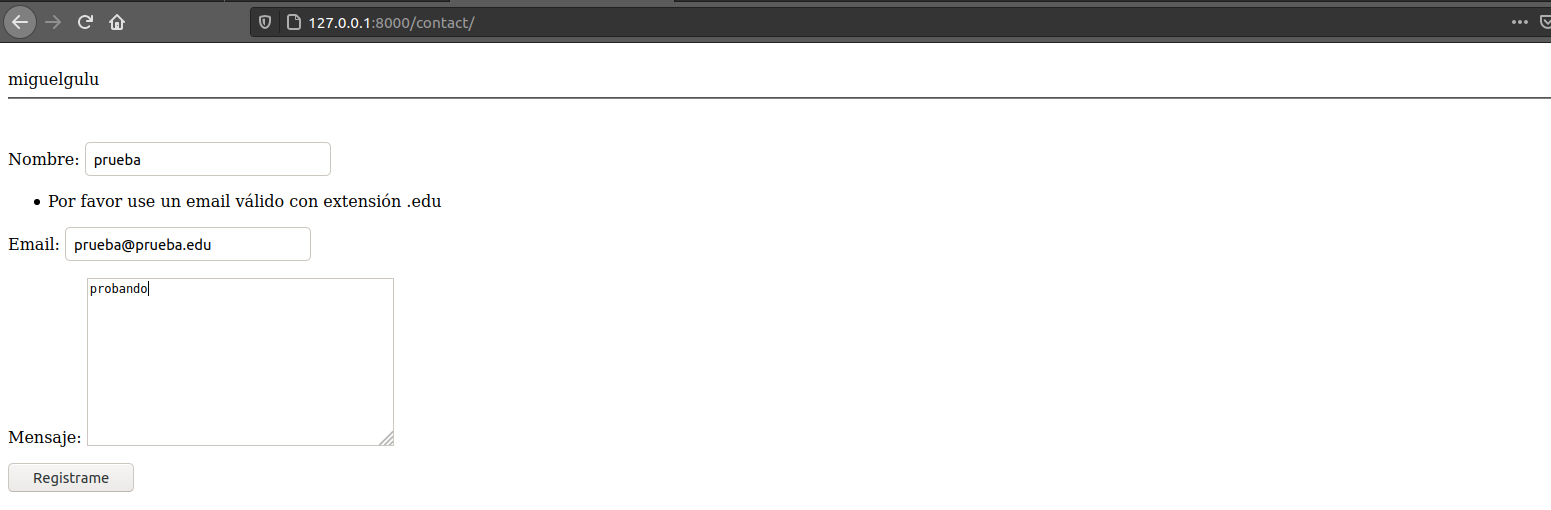 127.0.0.1:8000/contact/
miguelgulu
Nombre: prueba
Por favor use un email válido con extensión .edu
Email: prueba@prueba.edu
probando
Mensaje:
Registrame